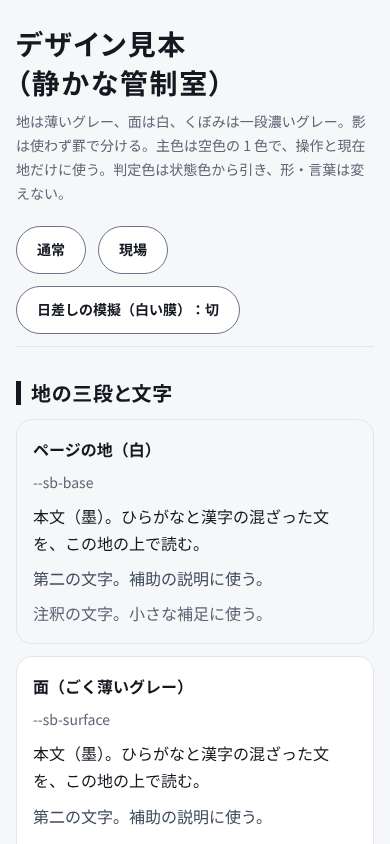 デザイン見本
（静かな管制室）
地は薄いグレー、面は白、くぼみは一段濃いグレー。影
は使わず罫で分ける。主色は空色の 1 色で、操作と現在
地だけに使う。判定色は状態色から引き、形・言葉は変
えない。
通常
現場
日差しの模擬（白い膜）：切
地の三段と文字
ページの地（白）
--sb-base
本文（墨）。ひらがなと漢字の混ざった文
を、この地の上で読む。
第二の文字。補助の説明に使う。
注釈の文字。小さな補足に使う。
面（ごく薄いグレー）
--sb-surface
本文（墨）。ひらがなと漢字の混ざった文
を、この地の上で読む。
第二の文字。補助の説明に使う。